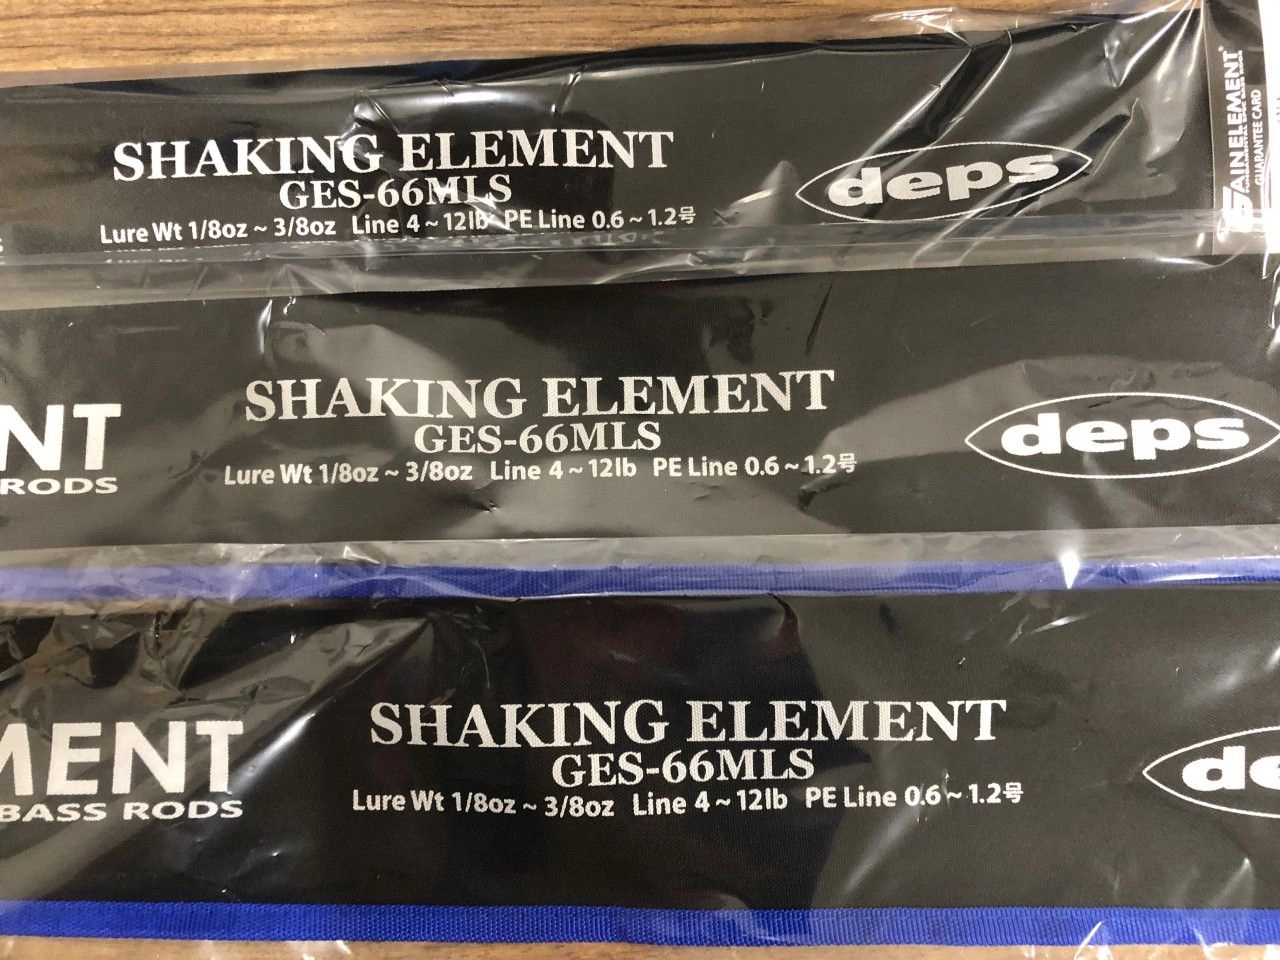 SHAKING ELEMENT
GES-66MLS
Lure Wt 1/8oz ~ 3/8oz Line 4 ~ 12lb PE Line 0.6 ~ 1.2号
deps
GAINELEMENT
GUARANTEE CARD
NT
RODS
SHAKING ELEMENT
GES-66MLS
Lure Wt 1/8oz ~ 3/8oz Line 4 ~ 12lb PE Line 0.6 ~ 1.2号
deps
MENT
BASS RODS
SHAKING ELEMENT
GES-66MLS
Lure Wt 1/8oz ~ 3/8oz Line 4 ~ 12lb PE Line 0.6 ~ 1.2号
de